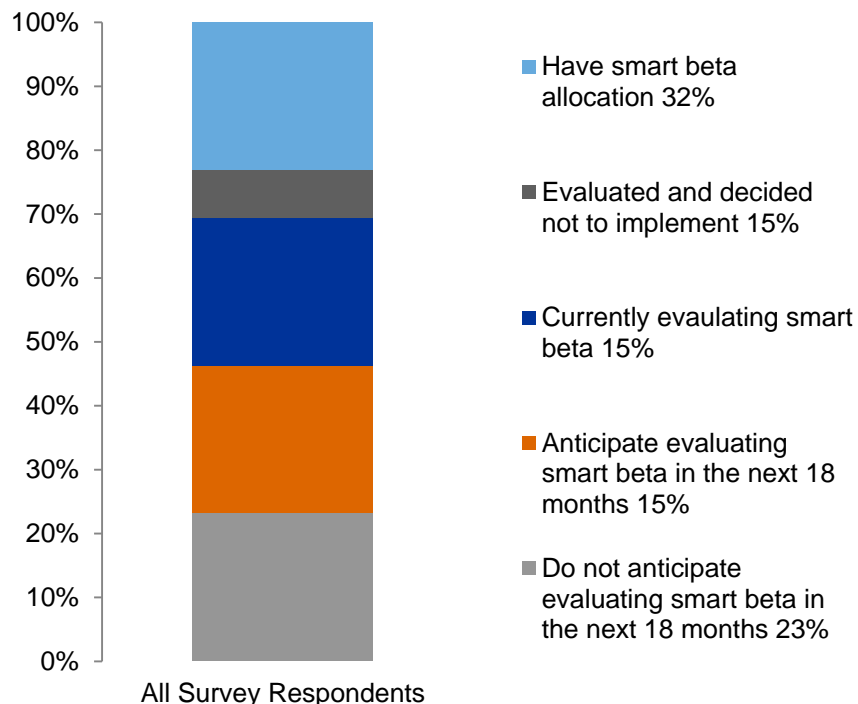 100%
90%
80%
70%
60%
50%
40%
30%
20%
10%
0%
All Survey Respondents
Have smart beta
allocation 32%
Evaluated and decided
not to implement 15%
Currently evaulating smart
beta 15%
Anticipate evaluating
smart beta in the next 18
months 15%
Do not anticipate
evaluating smart beta in
the next 18 months 23%